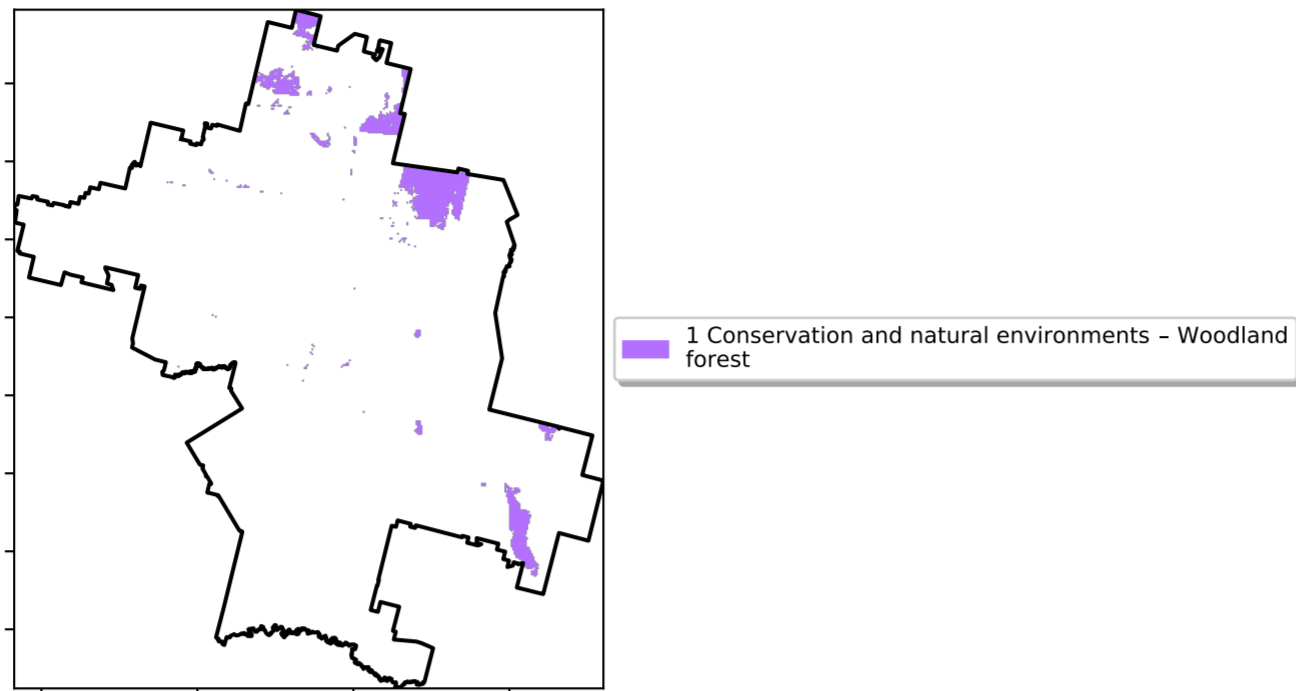 1 Conservation and natural environments – Woodland
forest